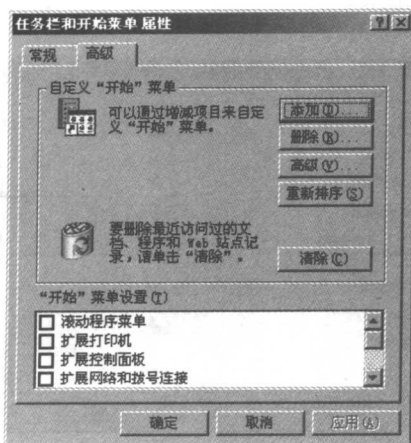 任务栏和开始菜单 属性
常规 高级
自定义“开始”菜单
可以通过增减项目来自定
义“开始”菜单。
添加(D)...
删除(R)...
高级(V)...
重新排序(S)
要删除最近访问过的文
档、程序和 Web 站点记
录，请单击“清除”。
清除(C)
“开始”菜单设置(T)
滚动程序菜单
扩展打印机
扩展控制面板
扩展网络和拨号连接
确定 取消 应用(A)